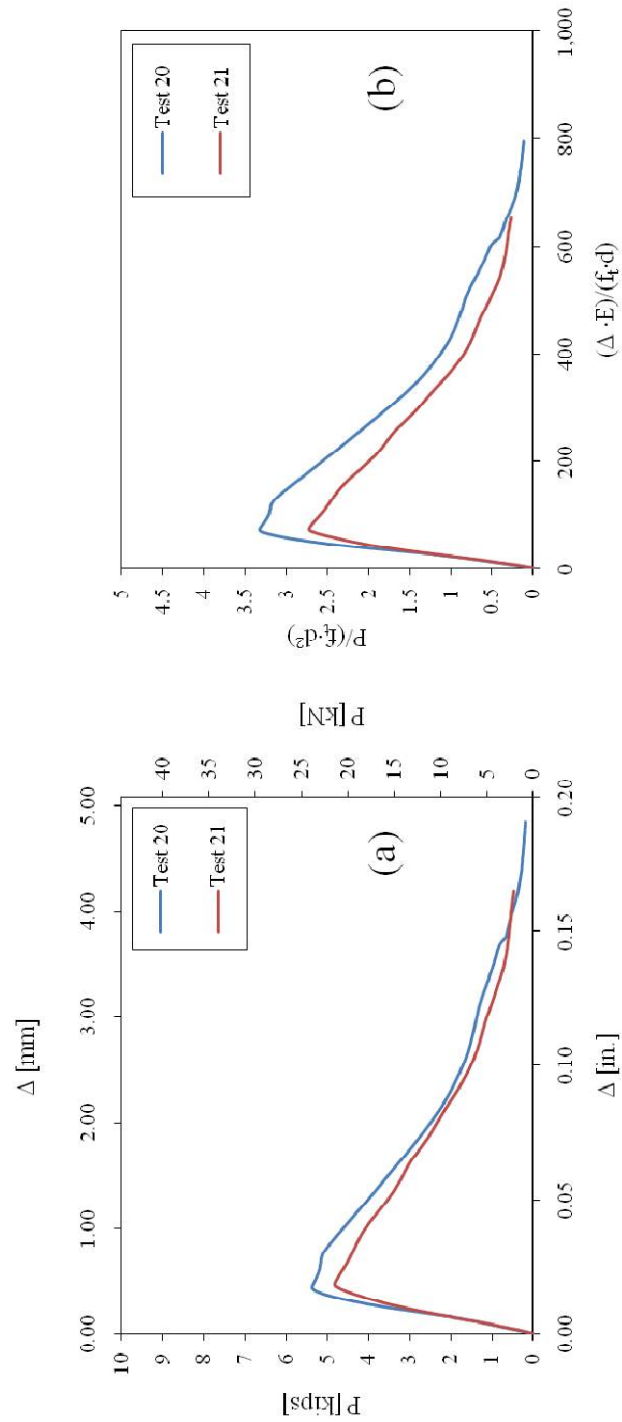 Δ [mm]
0.00 1.00 2.00 3.00 4.00 5.00
10
9
8
7
6
5
4
3
2
1
0
P [kips]
40
35
30
25
20
15
10
5
0
P [kN]
Test 20
Test 21
(a)
0.00 0.05 0.10 0.15 0.20
Δ [in.]
5
4.5
4
3.5
3
2.5
2
1.5
1
0.5
0
P/(fₜ·d²)
Test 20
Test 21
(b)
0 200 400 600 800 1,000
(Δ ·E)/(fₜ·d)